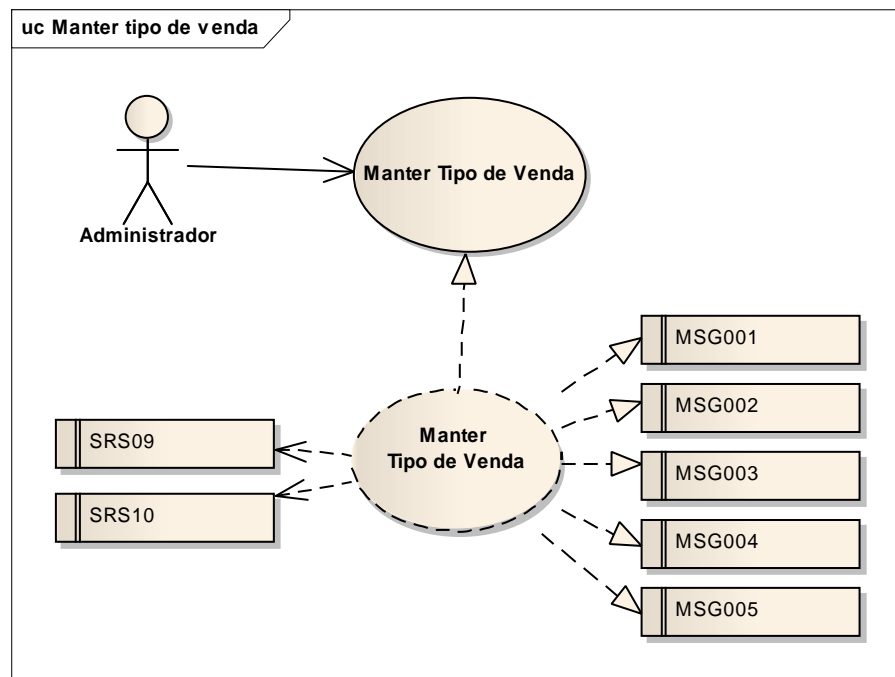 uc Manter tipo de venda
Manter Tipo de Venda
Administrador
MSG001
MSG002
Manter
Tipo de Venda
SRS09
MSG003
SRS10
MSG004
MSG005